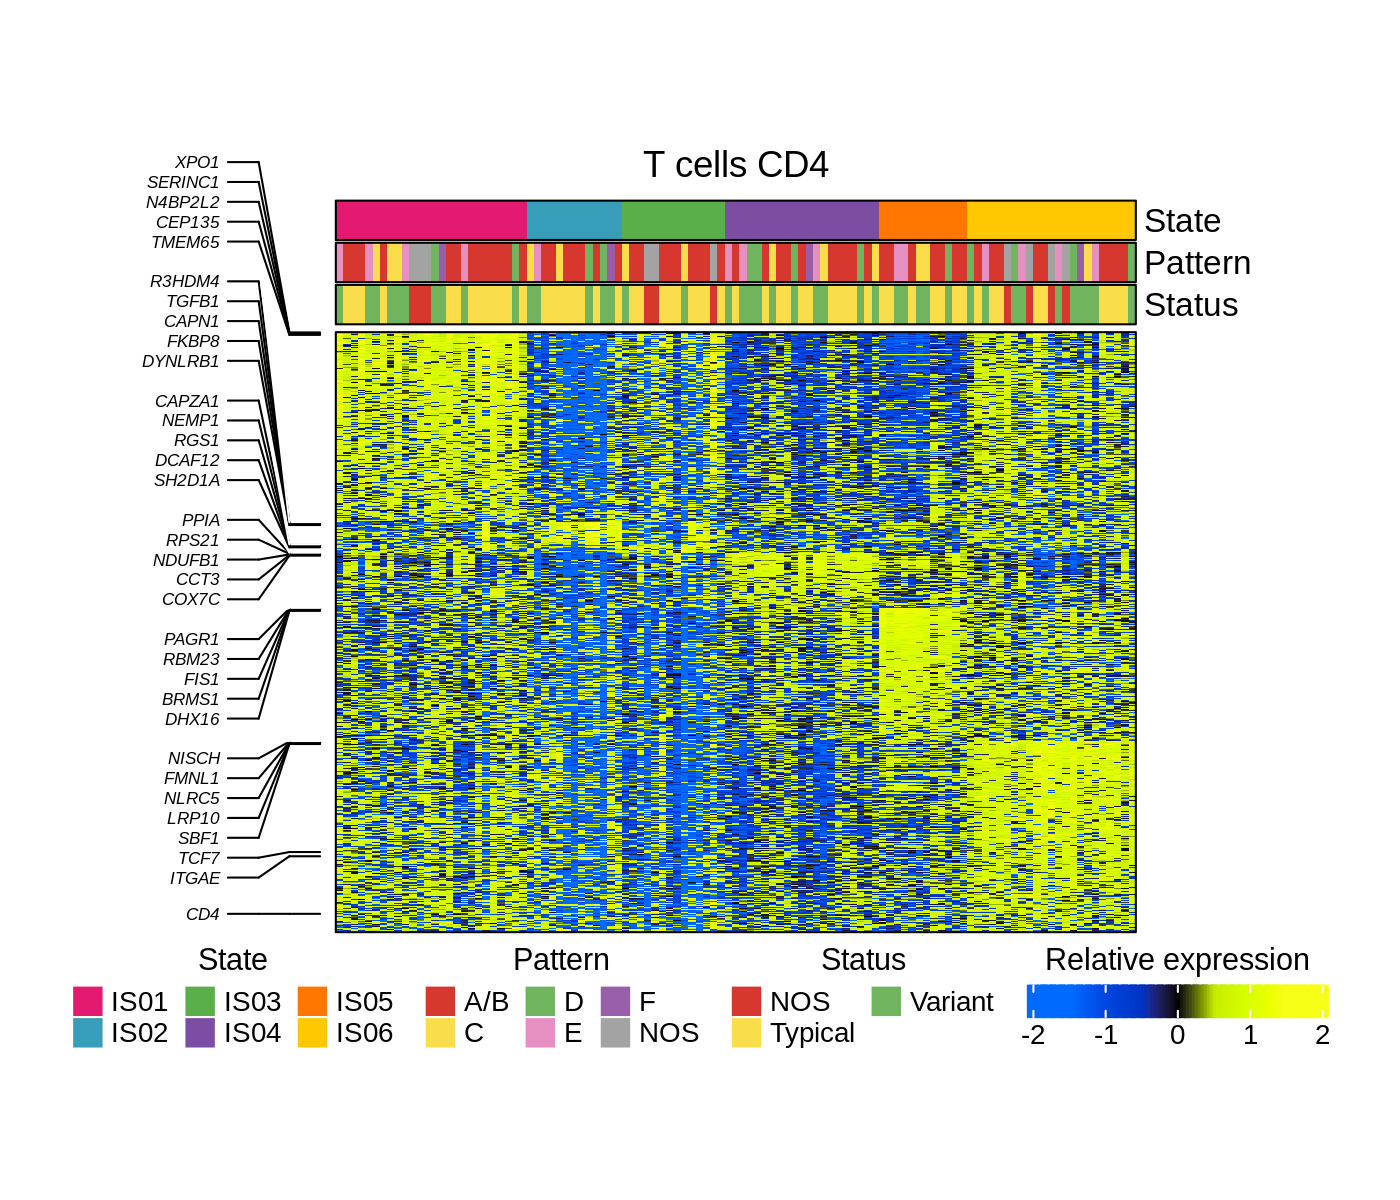 T cells CD4
State
Pattern
Status
XPO1
SERINC1
N4BP2L2
CEP135
TMEM65
R3HDM4
TGFB1
CAPN1
FKBP8
DYNLRB1
CAPZA1
NEMP1
RGS1
DCAF12
SH2D1A
PPIA
RPS21
NDUFB1
CCT3
COX7C
PAGR1
RBM23
FIS1
BRMS1
DHX16
NISCH
FMNL1
NLRC5
LRP10
SBF1
TCF7
ITGAE
CD4
State Pattern Status Relative expression
IS01 IS03 IS05 A/B D F NOS Variant
IS02 IS04 IS06 C E NOS Typical
-2 -1 0 1 2